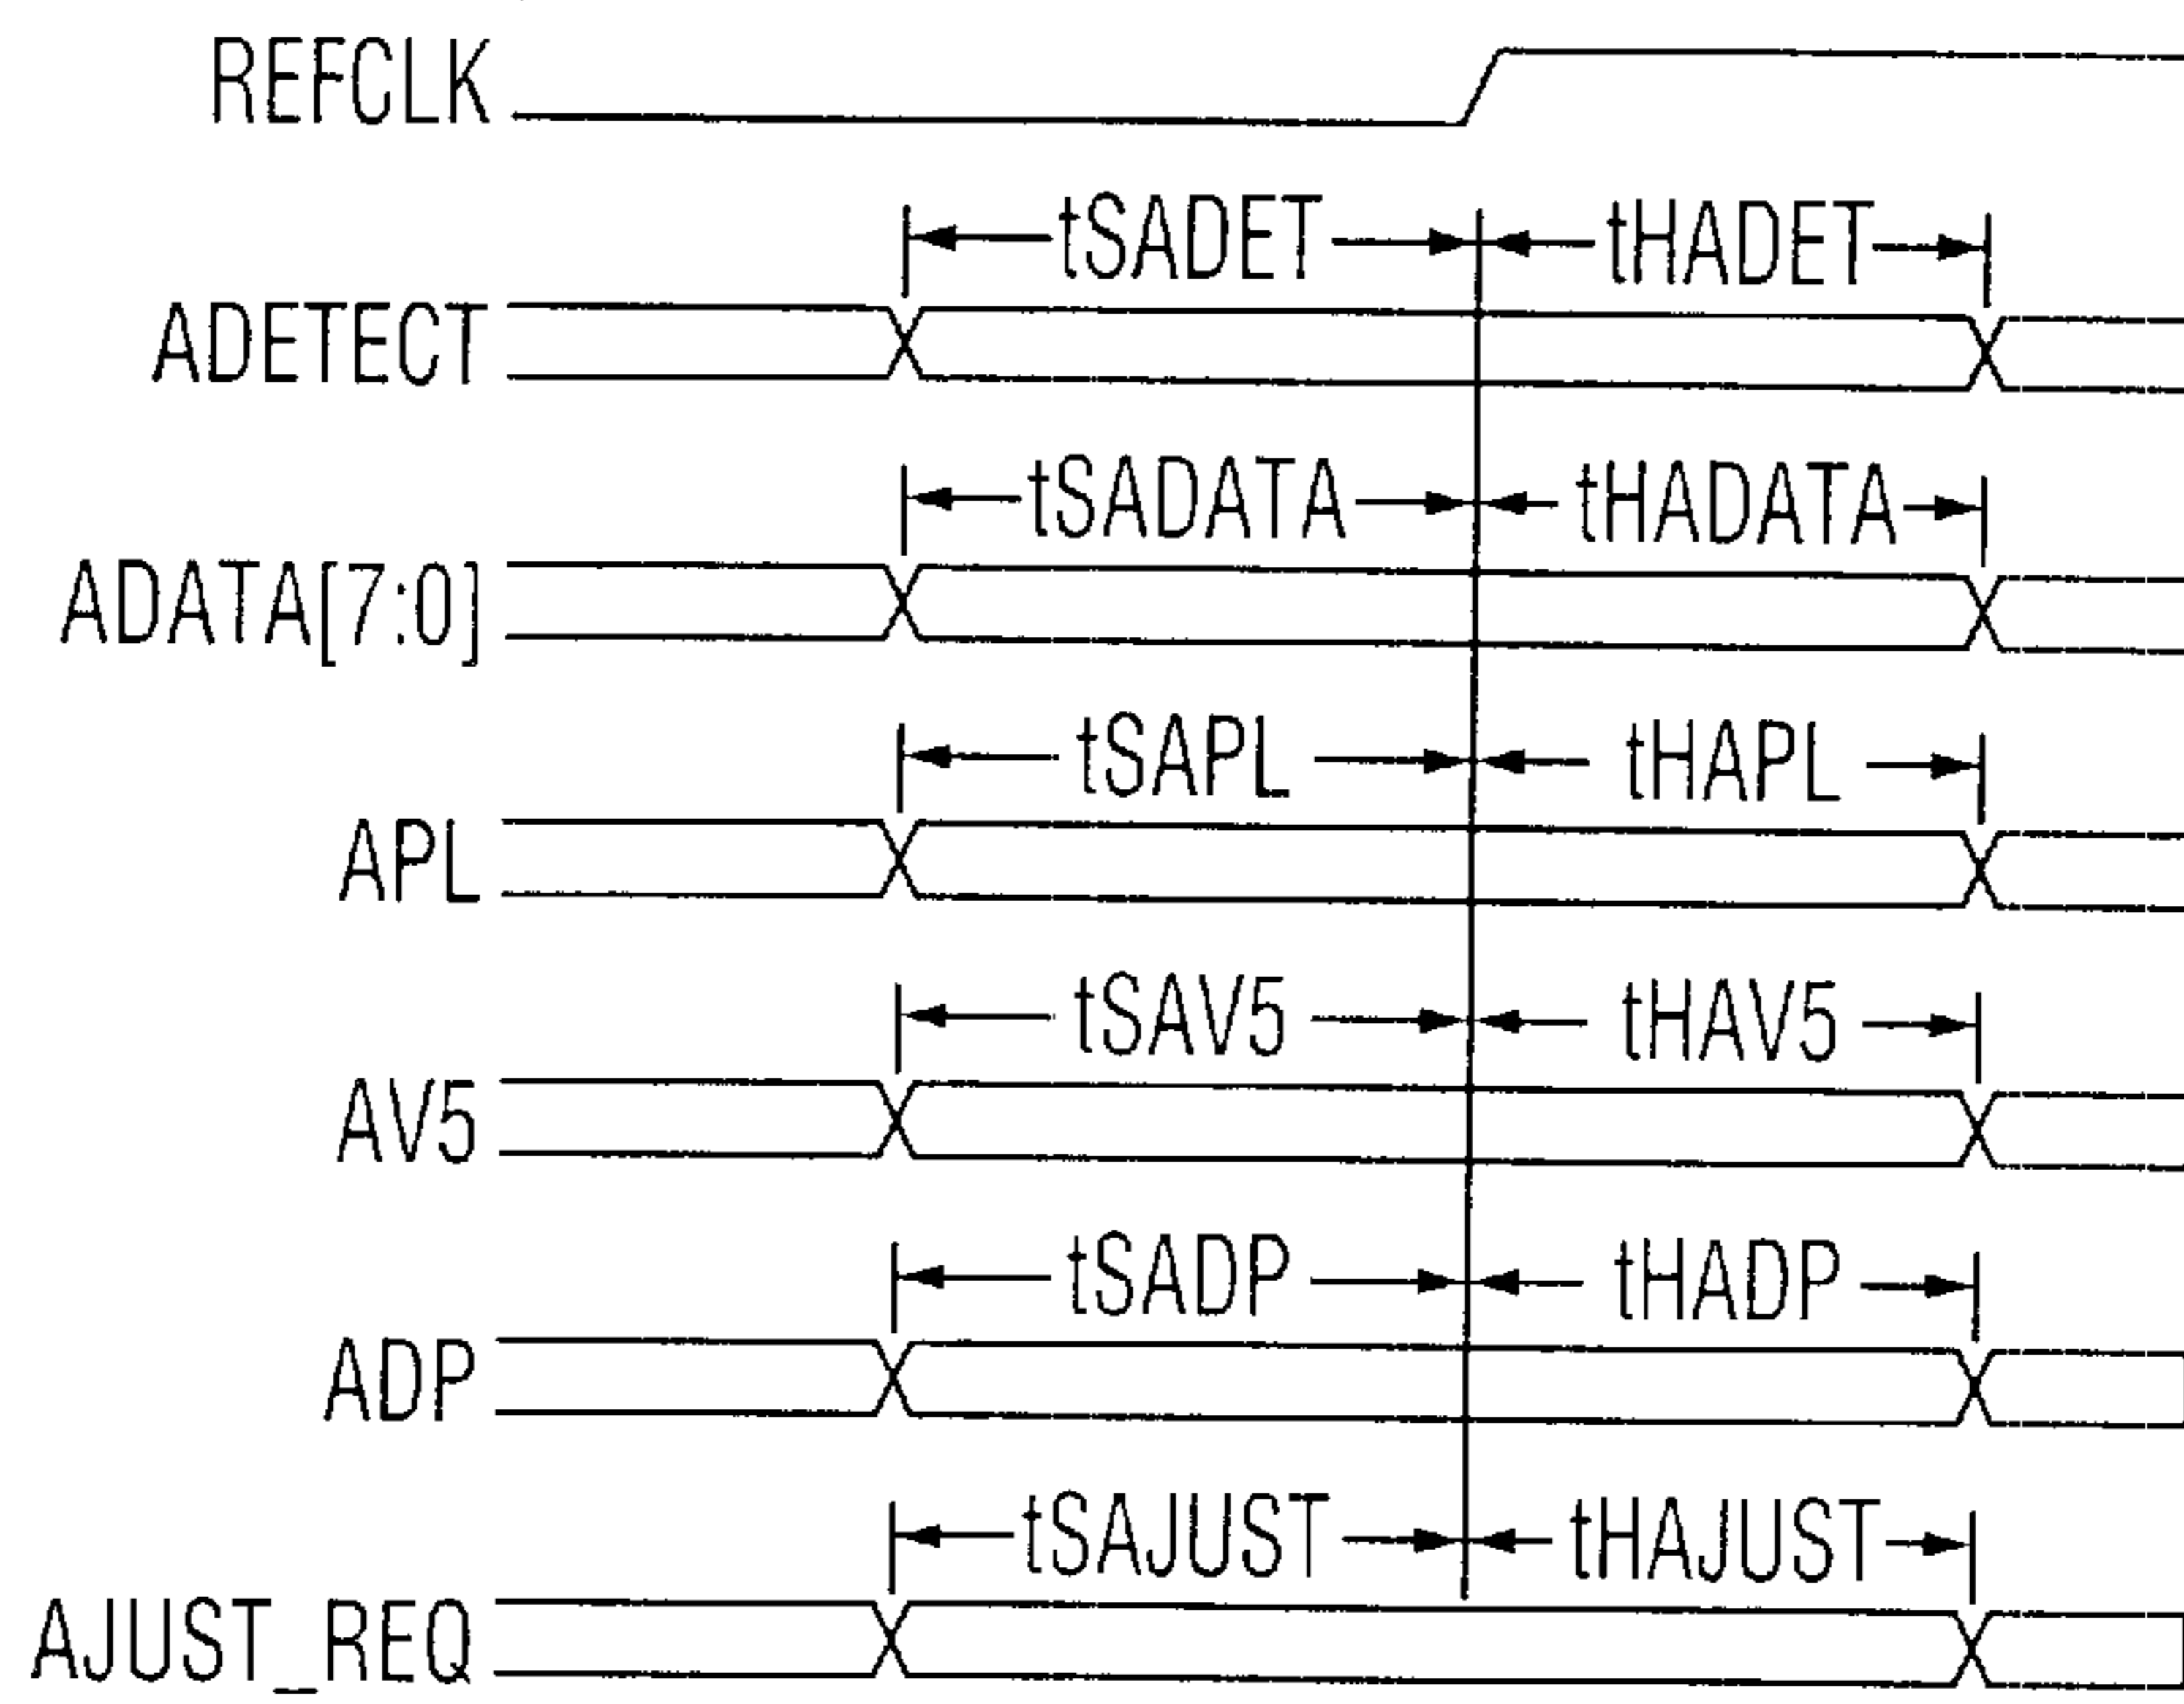 REFCLK
tSADET tHADET
ADETECT
tSADATA tHADATA
ADATA[7:0]
tSAPL tHAPL
APL
tSAV5 tHAV5
AV5
tSADP tHADP
ADP
tSAJUST tHAJUST
AJUST_REQ